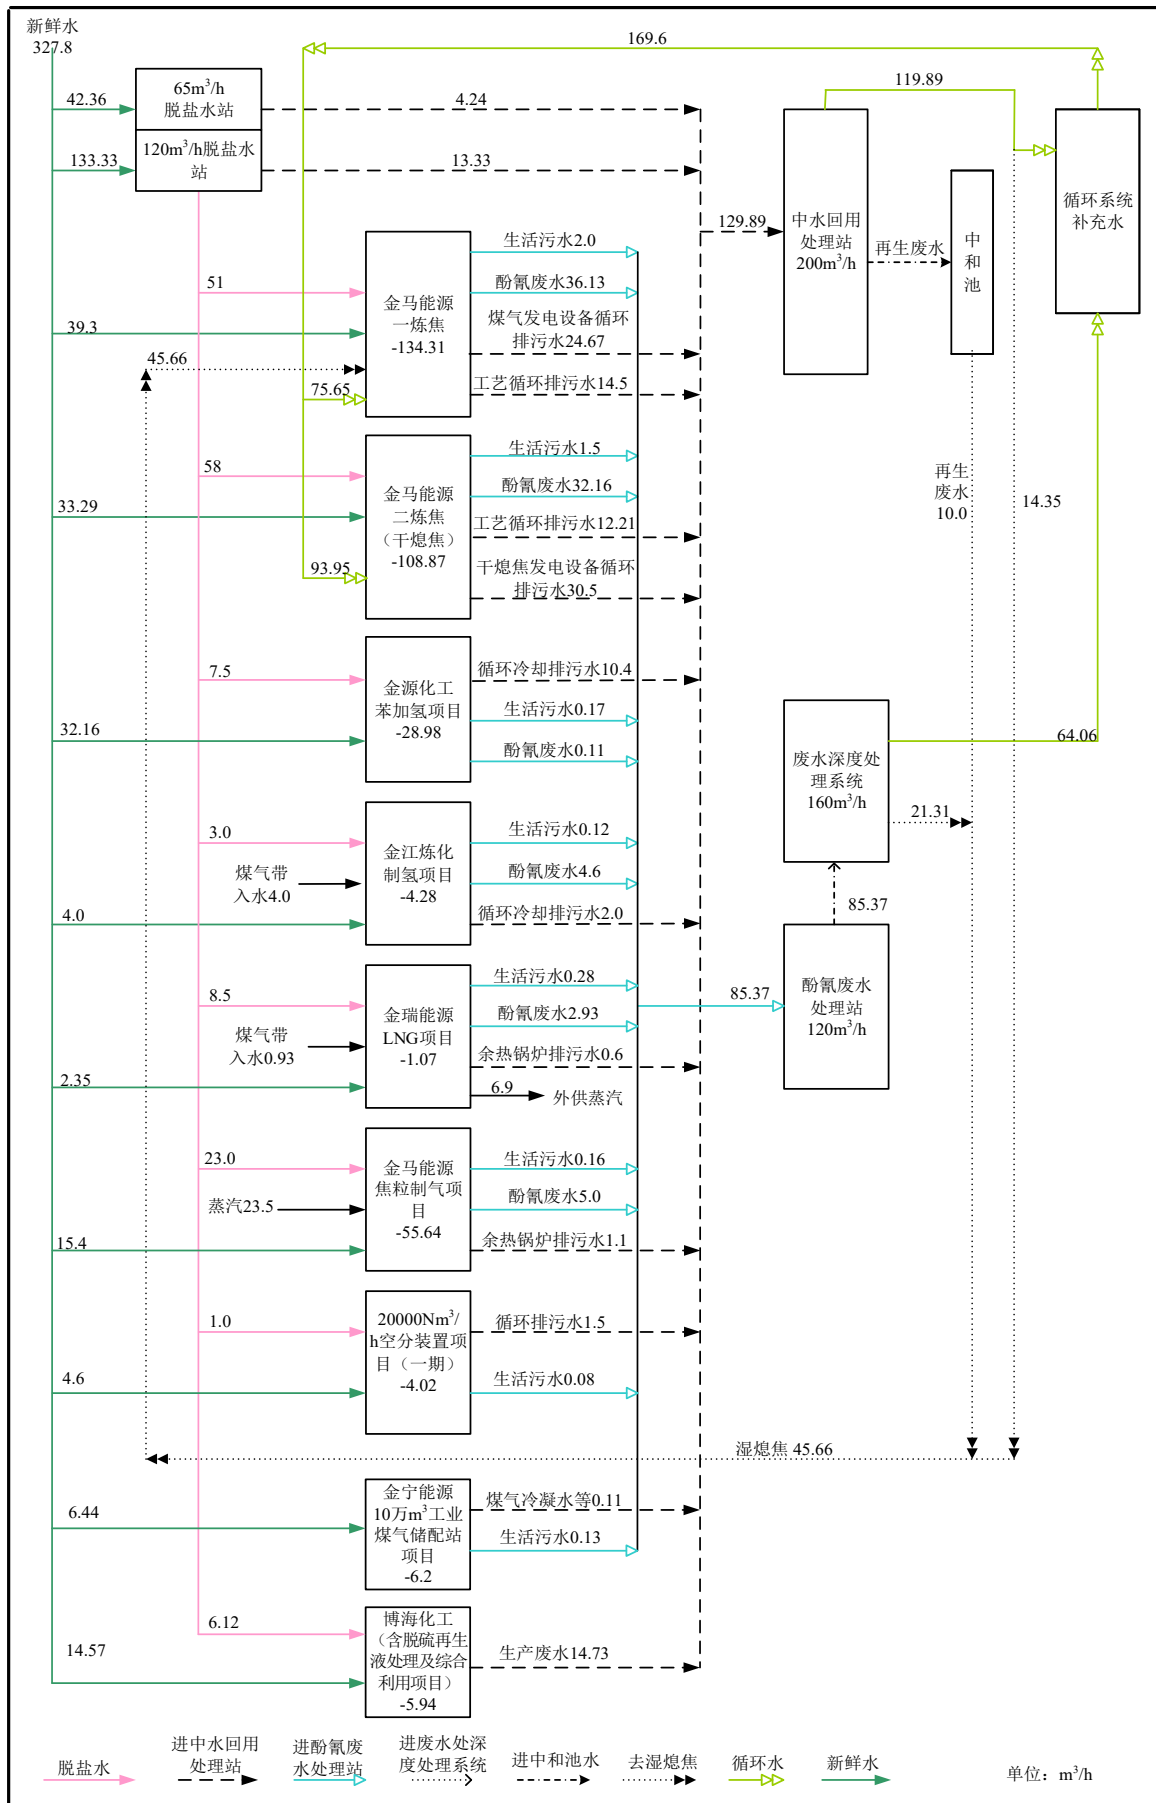 新鲜水
327.8
169.6
119.89
42.36
65m³/h
脱盐水站
4.24
133.33
120m³/h脱盐水
站
13.33
129.89
中水回用
处理站
200m³/h
再生废水
中
和
池
循环系统
补充水
51
39.3
45.66
75.65
金马能源
一炼焦
-134.31
生活污水2.0
酚氰废水36.13
煤气发电设备循环
排污水24.67
工艺循环排污水14.5
58
33.29
93.95
金马能源
二炼焦
（干熄焦）
-108.87
生活污水1.5
酚氰废水32.16
工艺循环排污水12.21
干熄焦发电设备循环
排污水30.5
再生
废水
10.0
14.35
7.5
32.16
金源化工
苯加氢项目
-28.98
循环冷却排污水10.4
生活污水0.17
酚氰废水0.11
废水深度处
理系统
160m³/h
64.06
21.31
3.0
煤气带
入水4.0
4.0
金江炼化
制氢项目
-4.28
生活污水0.12
酚氰废水4.6
循环冷却排污水2.0
85.37
8.5
煤气带
入水0.93
2.35
金瑞能源
LNG项目
-1.07
生活污水0.28
酚氰废水2.93
余热锅炉排污水0.6
6.9
外供蒸汽
85.37
酚氰废水
处理站
120m³/h
23.0
蒸汽23.5
15.4
金马能源
焦粒制气项
目
-55.64
生活污水0.16
酚氰废水5.0
余热锅炉排污水1.1
1.0
4.6
20000Nm³/
h空分装置项
目（一期）
-4.02
循环排污水1.5
生活污水0.08
湿熄焦 45.66
6.44
金宁能源
10万m³工业
煤气储配站
项目
-6.2
煤气冷凝水等0.11
生活污水0.13
6.12
14.57
博海化工
（含脱硫再生
液处理及综合
利用项目）
-5.94
生产废水14.73
脱盐水
进中水回用
处理站
进酚氰废
水处理站
进废水处深
度处理系统
进中和池水
去湿熄焦
循环水
新鲜水
单位：m³/h